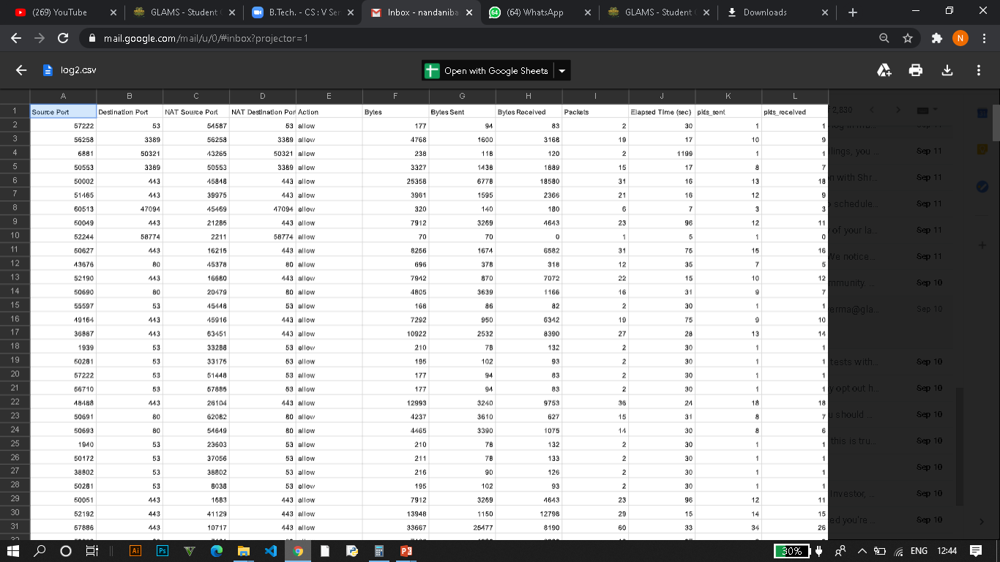 (269) YouTube
GLAMS - Student
B.Tech. - CS : V Ser
Inbox - nandaniba
(64) WhatsApp
GLAMS - Student
Downloads
mail.google.com/mail/u/0/#inbox?projector=1
N
log2.csv
Open with Google Sheets
A B C D E F G H I J K L
1 Source Port Destination Port NAT Source Port NAT Destination Por Action Bytes Bytes Sent Bytes Received Packets Elapsed Time (sec) pkts_sent pkts_received
2 57222 53 54587 53 allow 177 94 83 2 30 1 1
3 56258 3389 56258 3389 allow 4768 1600 3168 19 17 10 9
4 6881 50321 43265 50321 allow 238 118 120 2 1199 1 1
5 50553 3389 50553 3389 allow 3327 1438 1889 15 17 8 7
6 50002 443 45848 443 allow 25358 6778 18580 31 16 13 18
7 51465 443 39975 443 allow 3961 1595 2366 21 16 12 9
8 60513 47094 45469 47094 allow 320 140 180 6 7 3 3
9 50049 443 21285 443 allow 7912 3269 4643 23 96 12 11
10 52244 58774 2211 58774 allow 70 70 0 1 5 1 0
11 50627 443 16215 443 allow 8256 1674 6582 31 75 15 16
12 43676 80 45378 80 allow 696 378 318 12 35 7 5
13 52190 443 16680 443 allow 7942 870 7072 22 15 10 12
14 50690 80 20479 80 allow 4805 3639 1166 16 31 9 7
15 55597 53 45448 53 allow 168 86 82 2 30 1 1
16 49164 443 45916 443 allow 7292 950 6342 19 75 9 10
17 36867 443 63451 443 allow 10922 2532 8390 27 28 13 14
18 1939 53 33286 53 allow 210 78 132 2 30 1 1
19 50281 53 33175 53 allow 195 102 93 2 30 1 1
20 57222 53 51448 53 allow 177 94 83 2 30 1 1
21 56710 53 57885 53 allow 177 94 83 2 30 1 1
22 48488 443 26104 443 allow 12993 3240 9753 36 24 18 18
23 50691 80 62082 80 allow 4237 3610 627 15 31 8 7
24 50693 80 54649 80 allow 4465 3390 1075 14 30 8 6
25 1940 53 23603 53 allow 210 78 132 2 30 1 1
26 50172 53 37056 53 allow 211 78 133 2 30 1 1
27 38802 53 38802 53 allow 216 90 126 2 30 1 1
28 50281 53 8038 53 allow 195 102 93 2 30 1 1
29 50051 443 1683 443 allow 7912 3269 4643 23 96 12 11
30 52192 443 41129 443 allow 13948 1150 12798 29 15 14 15
31 57886 443 10717 443 allow 33667 25477 8190 60 33 34 26
2,830
lings, you ... Sep 11
n with Shr... Sep 11
schedule... Sep 11
of your la... Sep 11
We notice... Sep 11
mmunity.... Sep 10
erma@gla... Sep 10
tests with... Sep 10
y opt out h... Sep 10
u should ... Sep 10
this is tru... Sep 10
Sep 10
Investor, ... Sep 10
ed you're ... Sep 10
30%
ENG
12:44